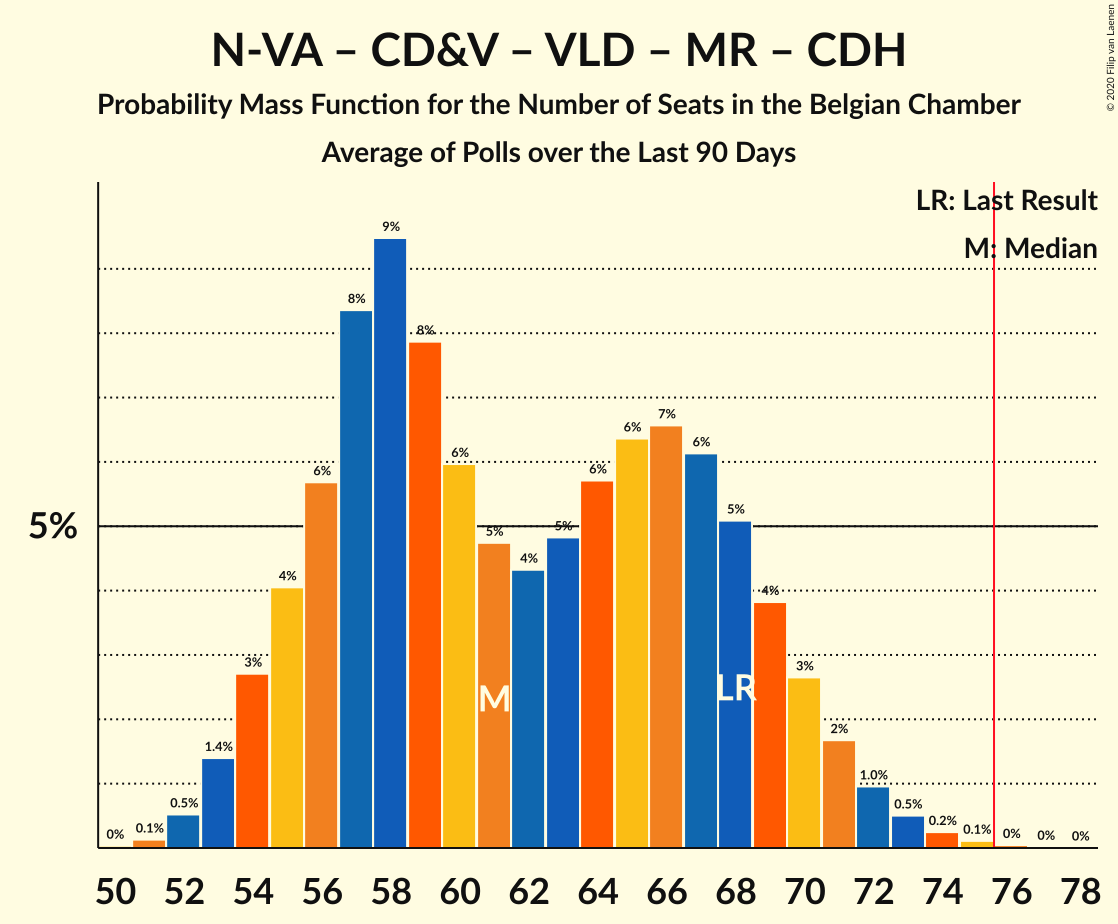 N-VA – CD&V – VLD – MR – CDH
Probability Mass Function for the Number of Seats in the Belgian Chamber
Average of Polls over the Last 90 Days
© 2020 Filip van Laenen
LR: Last Result
M: Median
5%
0% 0.1% 0.5% 1.4% 3% 4% 6% 8% 9% 8% 6% 5% 4% 5% 6% 6% 7% 6% 5% 4% 3% 2% 1.0% 0.5% 0.2% 0.1% 0% 0% 0%
M LR
50 52 54 56 58 60 62 64 66 68 70 72 74 76 78